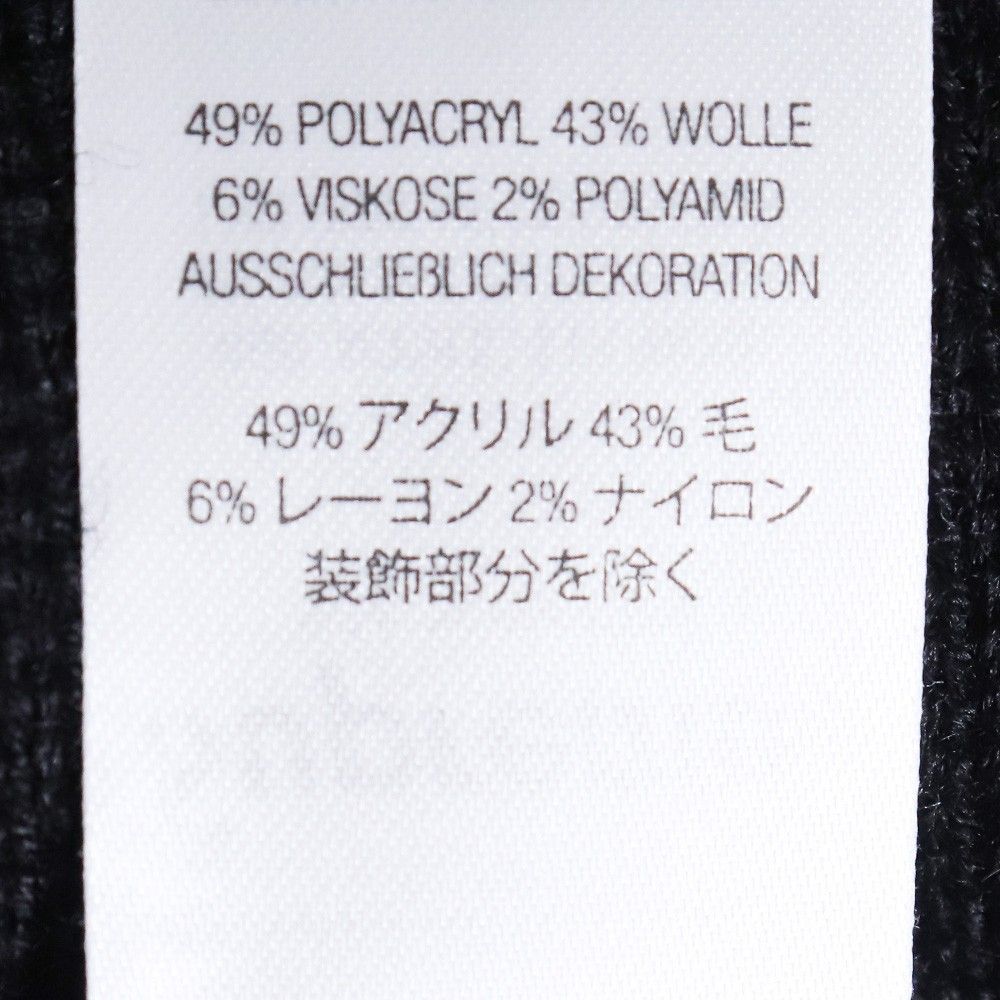 49% POLYACRYL 43% WOLLE
6% VISKOSE 2% POLYAMID
AUSSCHLIEßLICH DEKORATION
49% アクリル 43% 毛
6% レーヨン 2% ナイロン
装飾部分を除く